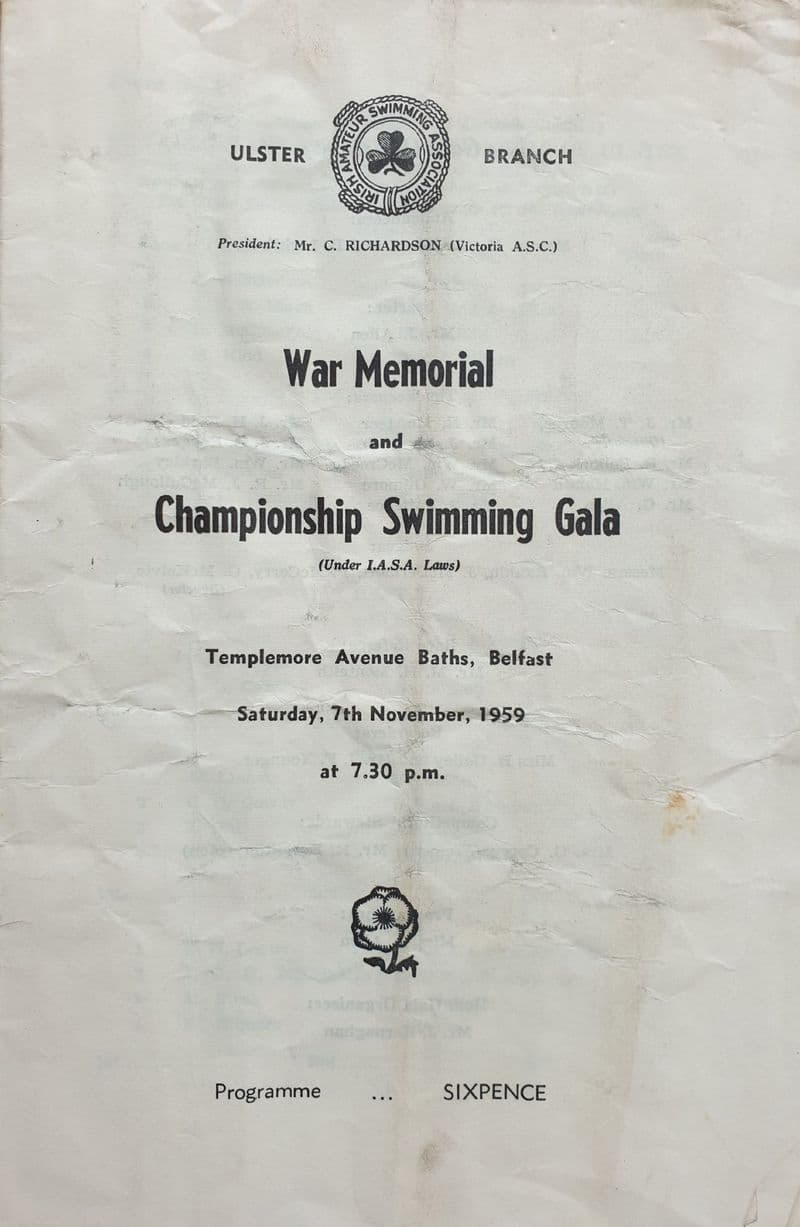 ULSTER
IRISH AMATEUR SWIMMING ASSOCIATION
BRANCH
President: Mr. C. RICHARDSON (Victoria A.S.C.)
War Memorial
and
Championship Swimming Gala
(Under I.A.S.A. Laws)
Templemore Avenue Baths, Belfast
Saturday, 7th November, 1959
at 7.30 p.m.
Programme ... SIXPENCE